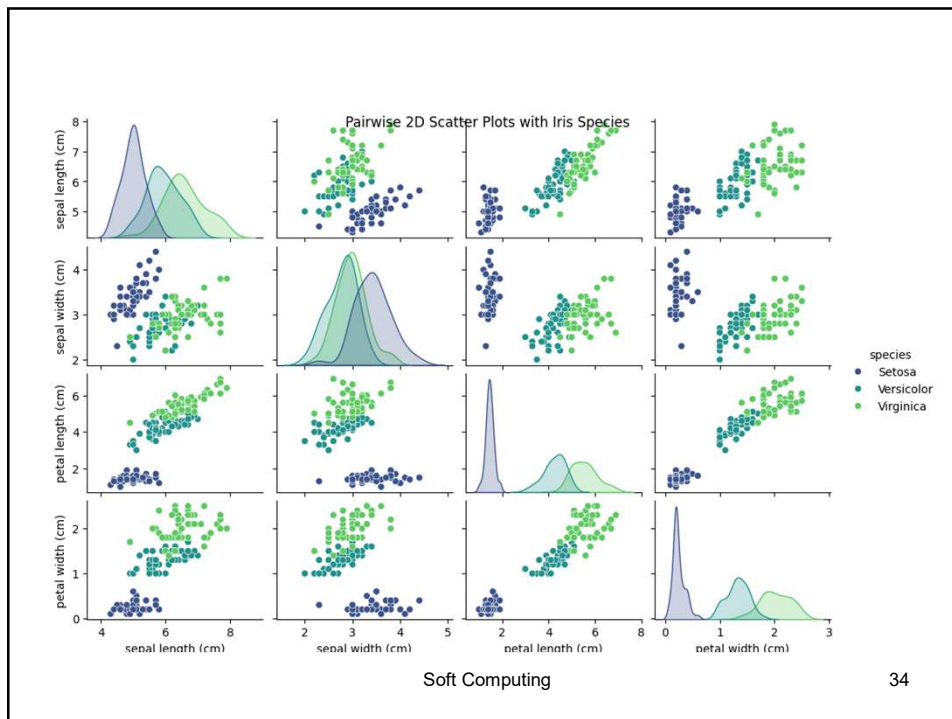 Pairwise 2D Scatter Plots with Iris Species
8
7
6
5
sepal length (cm)
4
3
2
sepal width (cm)
6
4
2
petal length (cm)
2
1
0
petal width (cm)
4 6 8
sepal length (cm)
2 3 4 5
sepal width (cm)
2 4 6 8
petal length (cm)
0 1 2 3
petal width (cm)
species
Setosa
Versicolor
Virginica
Soft Computing
34